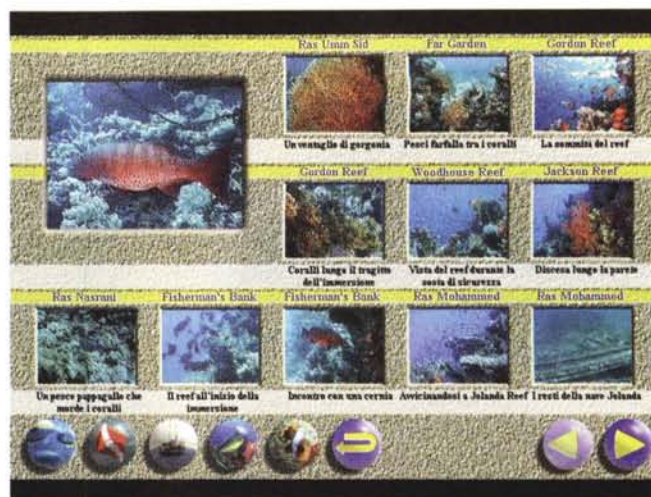 Ras Umm Sid
Far Garden
Gordon Reef
Un ventaglio di gorgonia
Pesci farfalla tra i coralli
La sommità del reef
Gordon Reef
Woodhouse Reef
Jackson Reef
Coralli lungo il tragitto
dell'immersione
Vista del reef durante la
sosta di sicurezza
Discesa lungo la parete
Ras Nasrani
Fisherman's Bank
Fisherman's Bank
Ras Mohammed
Ras Mohammed
Un pesce pappagallo che
morde i coralli
Il reef all'inizio della
immersione
Incontro con una cernia
Avvicinandosi a Jolanda Reef
I resti della nave Jolanda